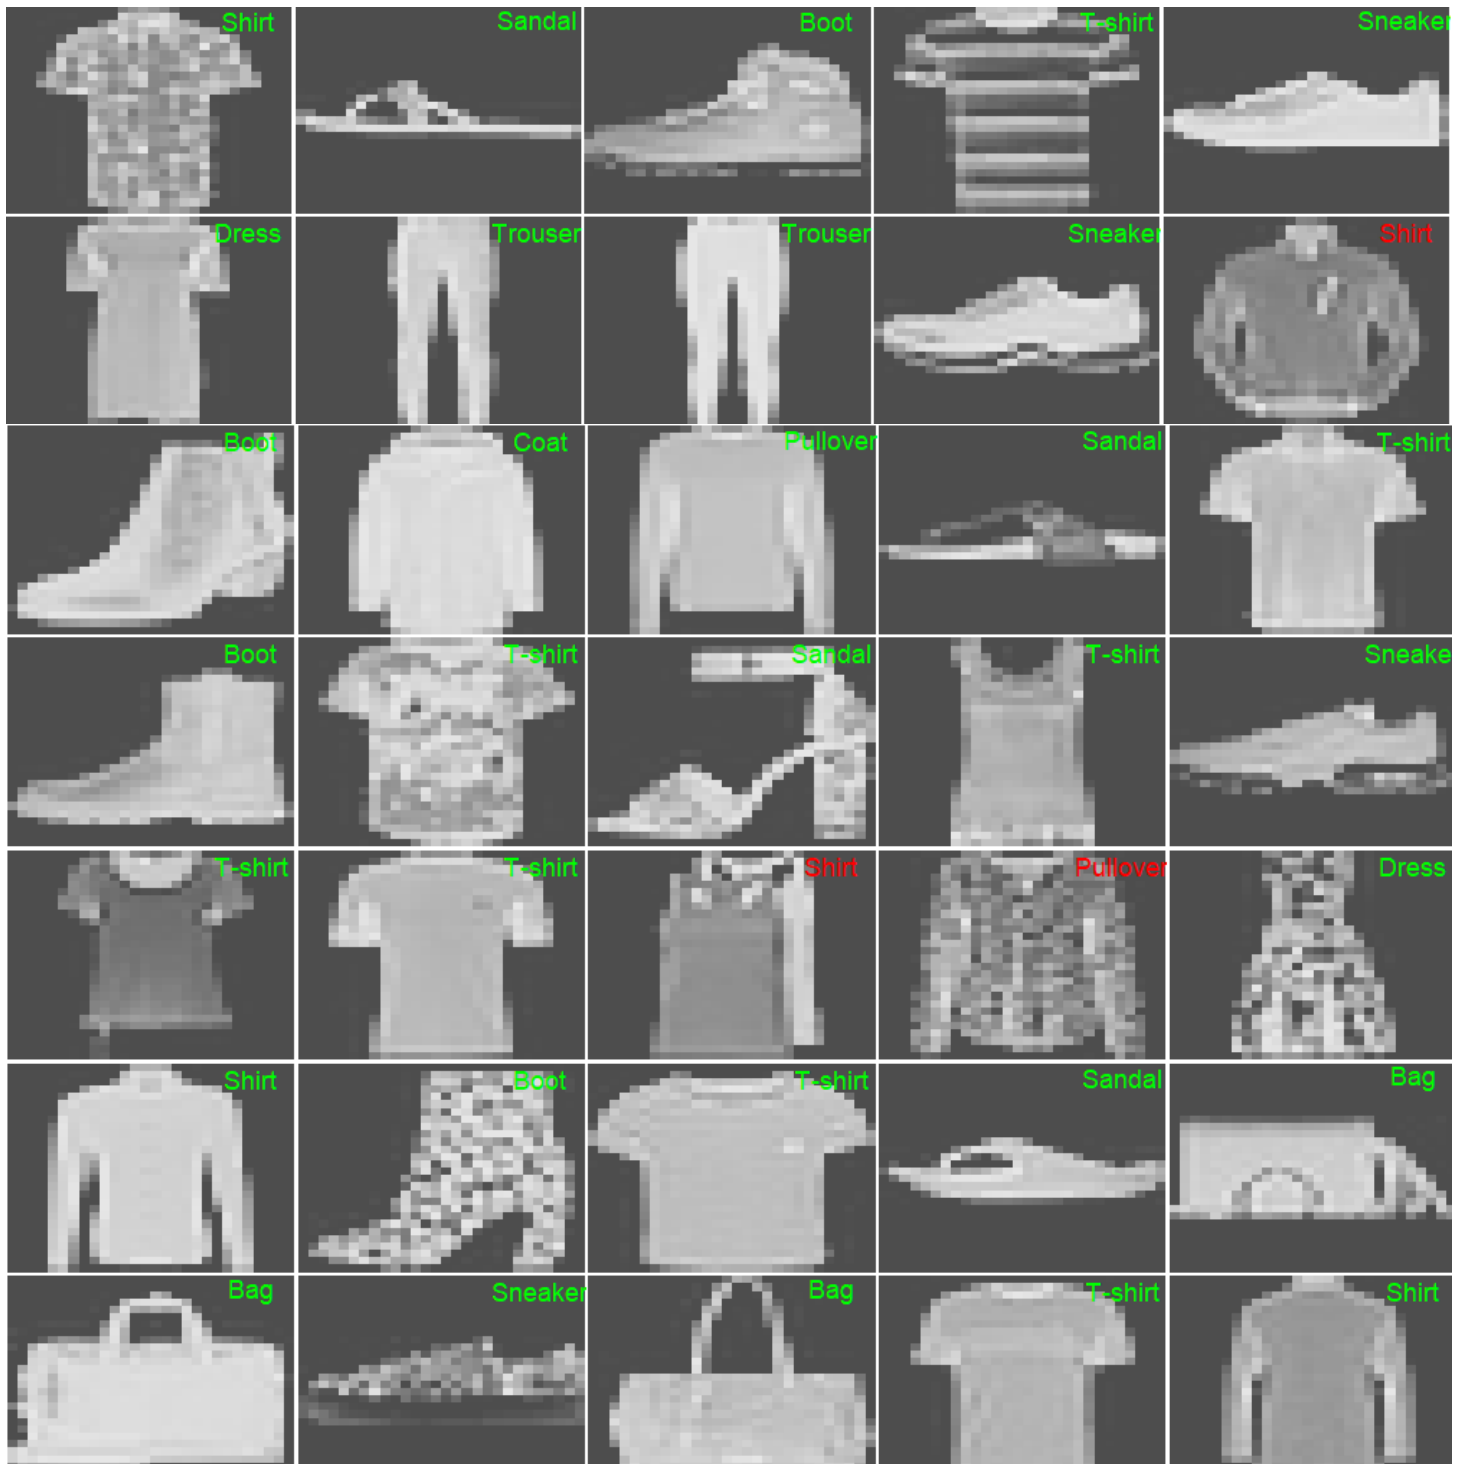 Shirt Sandal Boot T-shirt Sneaker
Dress Trouser Trouser Sneaker Shirt
Boot Coat Pullover Sandal T-shirt
Boot T-shirt Sandal T-shirt Sneake
T-shirt T-shirt Shirt Pullover Dress
Shirt Boot T-shirt Sandal Bag
Bag Sneaker Bag T-shirt Shirt